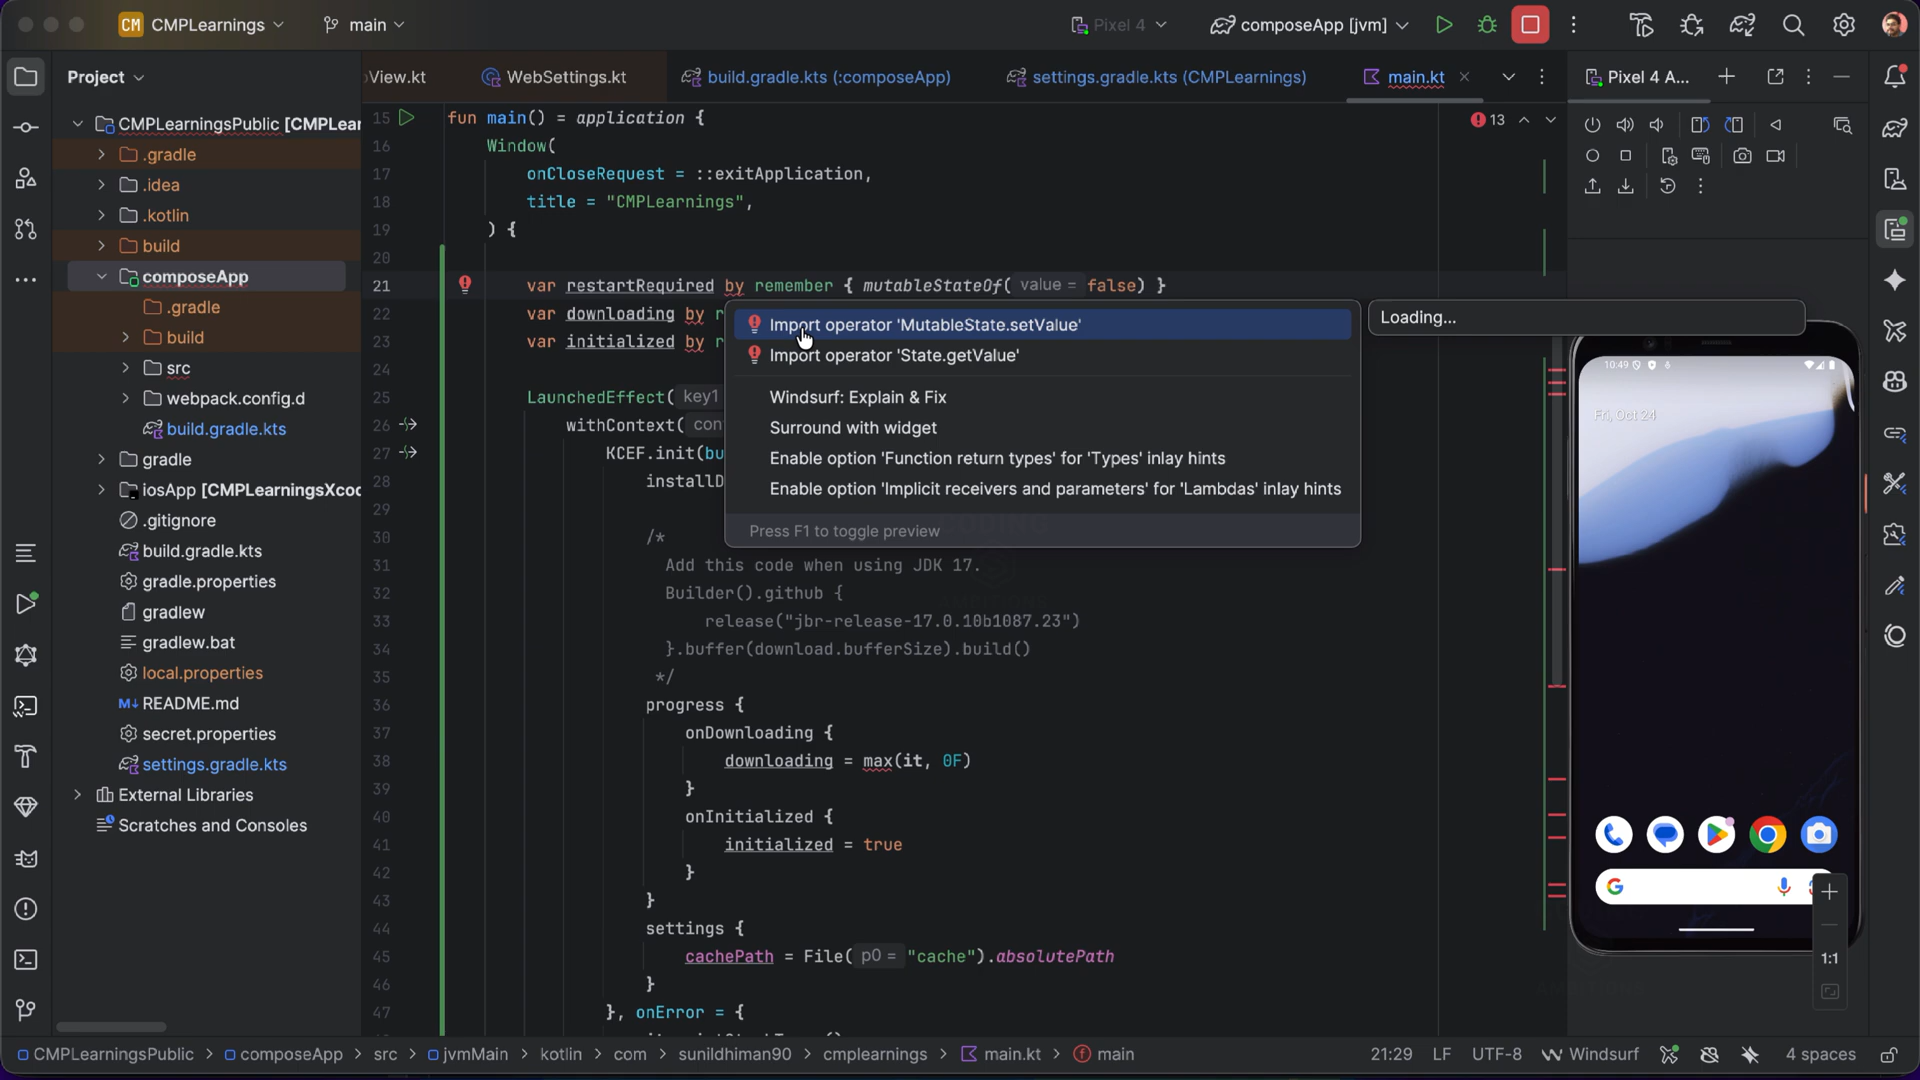 CM CMPLearnings main Pixel 4 composeApp [jvm]
Project
View.kt WebSettings.kt build.gradle.kts (:composeApp) settings.gradle.kts (CMPLearnings) main.kt Pixel 4 A...
CMPLearningsPublic [CMPLear
.gradle
.idea
.kotlin
build
composeApp
.gradle
build
src
webpack.config.d
build.gradle.kts
gradle
iosApp [CMPLearningsXcod
.gitignore
build.gradle.kts
gradle.properties
gradlew
gradlew.bat
local.properties
M↓ README.md
secret.properties
settings.gradle.kts
External Libraries
Scratches and Consoles
13
15 fun main() = application {
16 Window(
17 onCloseRequest = ::exitApplication,
18 title = "CMPLearnings",
19 ) {
20
21 var restartRequired by remember { mutableStateOf( value = false) }
22 var downloading by r
23 var initialized by r
24
25 LaunchedEffect( key1
26 withContext( con
27 KCEF.init(bu
28 installD
29
30 /*
31 Add this code when using JDK 17.
32 Builder().github {
33 release("jbr-release-17.0.10b1087.23")
34 }.buffer(download.bufferSize).build()
35 */
36 progress {
37 onDownloading {
38 downloading = max(it, 0F)
39 }
40 onInitialized {
41 initialized = true
42 }
43 }
44 settings {
45 cachePath = File( p0 = "cache").absolutePath
46 }
47 }, onError = {
Import operator 'MutableState.setValue'
Import operator 'State.getValue'
Windsurf: Explain & Fix
Surround with widget
Enable option 'Function return types' for 'Types' inlay hints
Enable option 'Implicit receivers and parameters' for 'Lambdas' inlay hints
Press F1 to toggle preview
Loading...
10:49
Fri, Oct 24
1:1
CMPLearningsPublic > composeApp > src > jvmMain > kotlin > com > sunildhiman90 > cmplearnings > main.kt > main
21:29 LF UTF-8 Windsurf 4 spaces